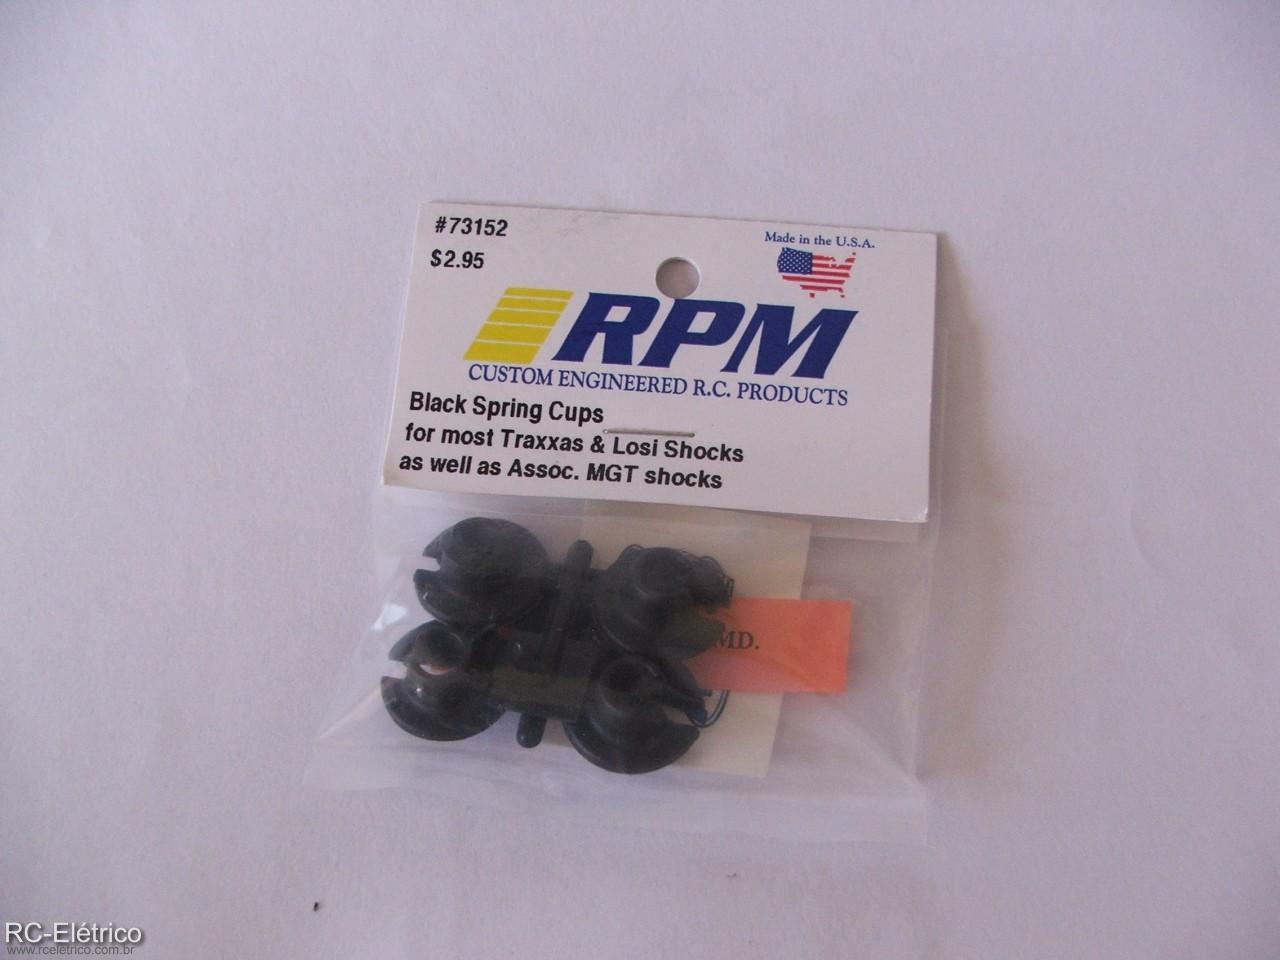 #73152
$2.95
Made in the U.S.A.
RPM
CUSTOM ENGINEERED R.C. PRODUCTS
Black Spring Cups
for most Traxxas & Losi Shocks
as well as Assoc. MGT shocks
MD.
RC-Elétrico
www.rceletrico.com.br